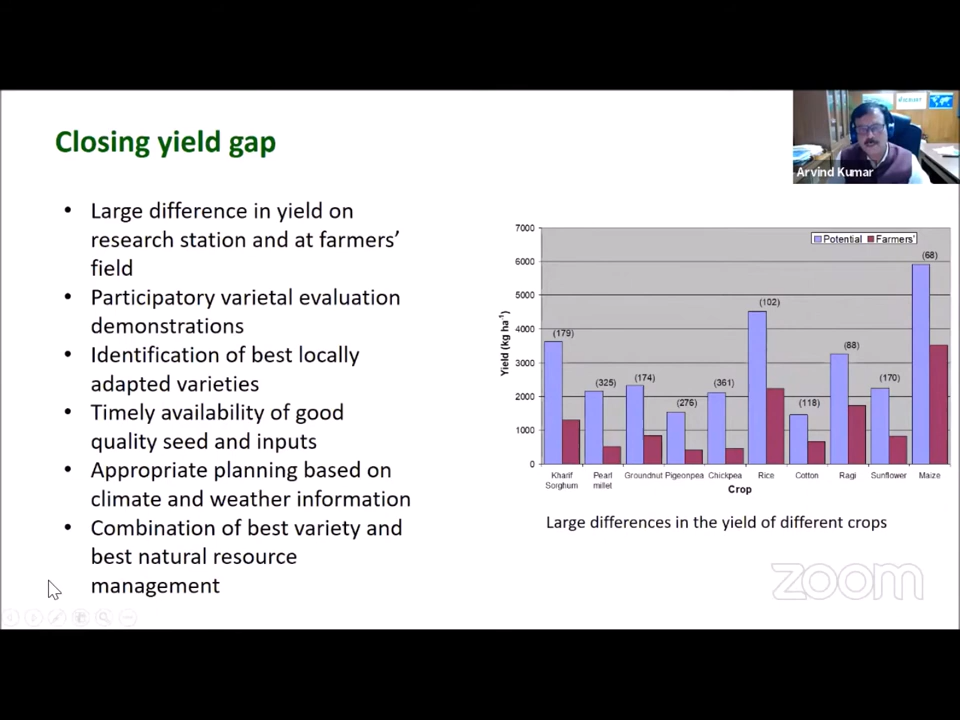 Closing yield gap
• Large difference in yield on
research station and at farmers’
field
• Participatory varietal evaluation
demonstrations
• Identification of best locally
adapted varieties
• Timely availability of good
quality seed and inputs
• Appropriate planning based on
climate and weather information
• Combination of best variety and
best natural resource
management
Arvind Kumar
Potential Farmers'
Yield (kg ha⁻¹)
7000
6000
5000
4000
3000
2000
1000
0
(179) (325) (174) (276) (361) (102) (118) (88) (170) (68)
Kharif Sorghum
Pearl millet
Groundnut
Pigeonpea
Chickpea
Rice
Cotton
Ragi
Sunflower
Maize
Crop
Large differences in the yield of different crops
zoom